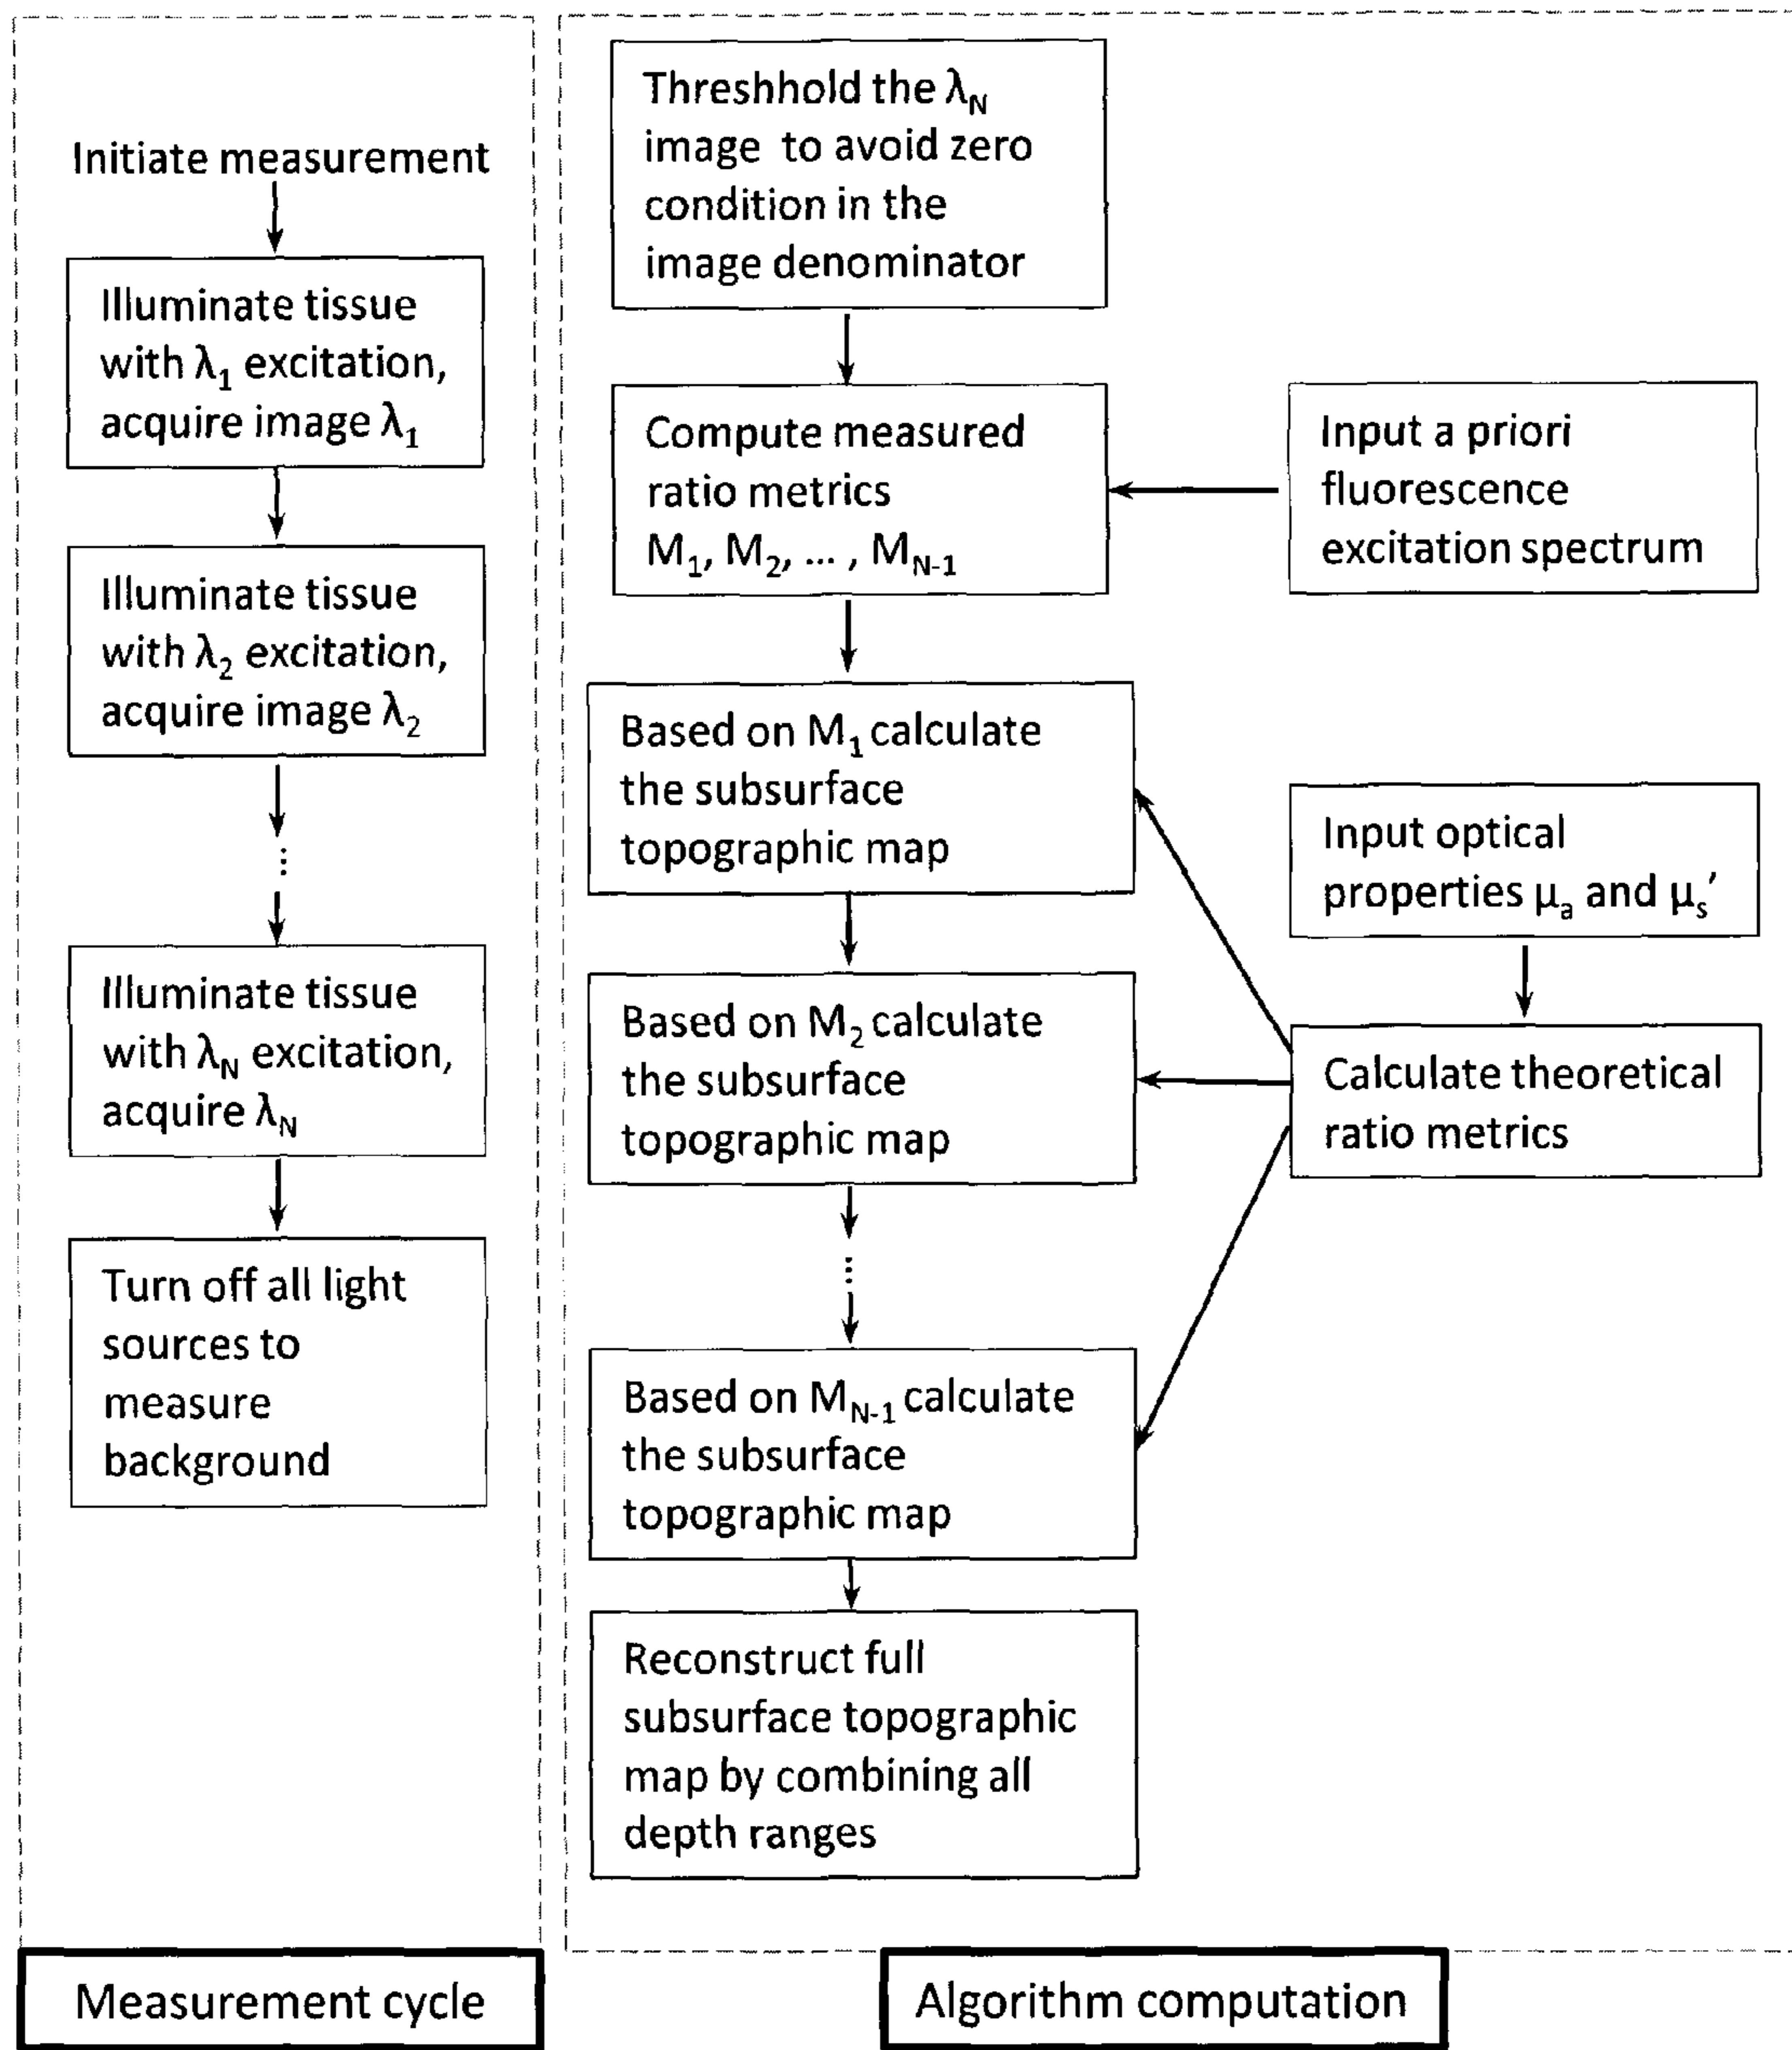 Initiate measurement
Illuminate tissue
with λ₁ excitation,
acquire image λ₁
Illuminate tissue
with λ₂ excitation,
acquire image λ₂
...
Illuminate tissue
with λN excitation,
acquire λN
Turn off all light
sources to
measure
background
Measurement cycle
Threshhold the λN
image to avoid zero
condition in the
image denominator
Compute measured
ratio metrics
M₁, M₂, ... , MN-1
Input a priori
fluorescence
excitation spectrum
Based on M₁ calculate
the subsurface
topographic map
Input optical
properties μa and μs’
Based on M₂ calculate
the subsurface
topographic map
Calculate theoretical
ratio metrics
...
Based on MN-1 calculate
the subsurface
topographic map
Reconstruct full
subsurface topographic
map by combining all
depth ranges
Algorithm computation